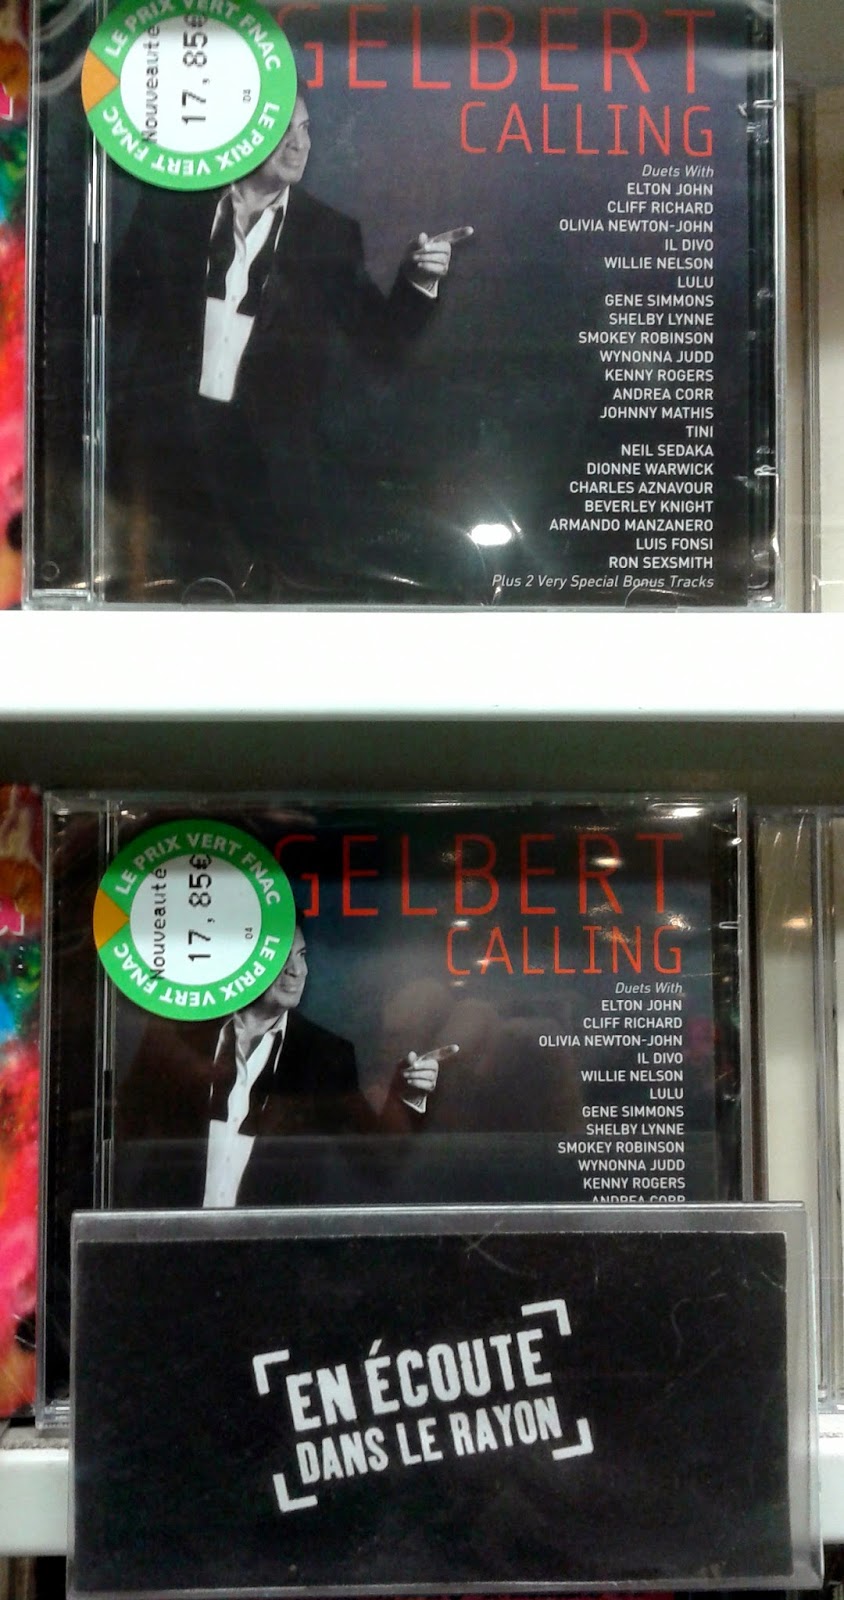 LE PRIX VERT FNAC
LE PRIX VERT FNAC
Nouveauté
17,85€
04
GELBERT
CALLING
Duets With
ELTON JOHN
CLIFF RICHARD
OLIVIA NEWTON-JOHN
IL DIVO
WILLIE NELSON
LULU
GENE SIMMONS
SHELBY LYNNE
SMOKEY ROBINSON
WYNONNA JUDD
KENNY ROGERS
ANDREA CORR
JOHNNY MATHIS
TINI
NEIL SEDAKA
DIONNE WARWICK
CHARLES AZNAVOUR
BEVERLEY KNIGHT
ARMANDO MANZANERO
LUIS FONSI
RON SEXSMITH
Plus 2 Very Special Bonus Tracks
LE PRIX VERT FNAC
LE PRIX VERT FNAC
Nouveauté
17,85€
04
GELBERT
CALLING
Duets With
ELTON JOHN
CLIFF RICHARD
OLIVIA NEWTON-JOHN
IL DIVO
WILLIE NELSON
LULU
GENE SIMMONS
SHELBY LYNNE
SMOKEY ROBINSON
WYNONNA JUDD
KENNY ROGERS
ANDREA CORR
EN ÉCOUTE
DANS LE RAYON